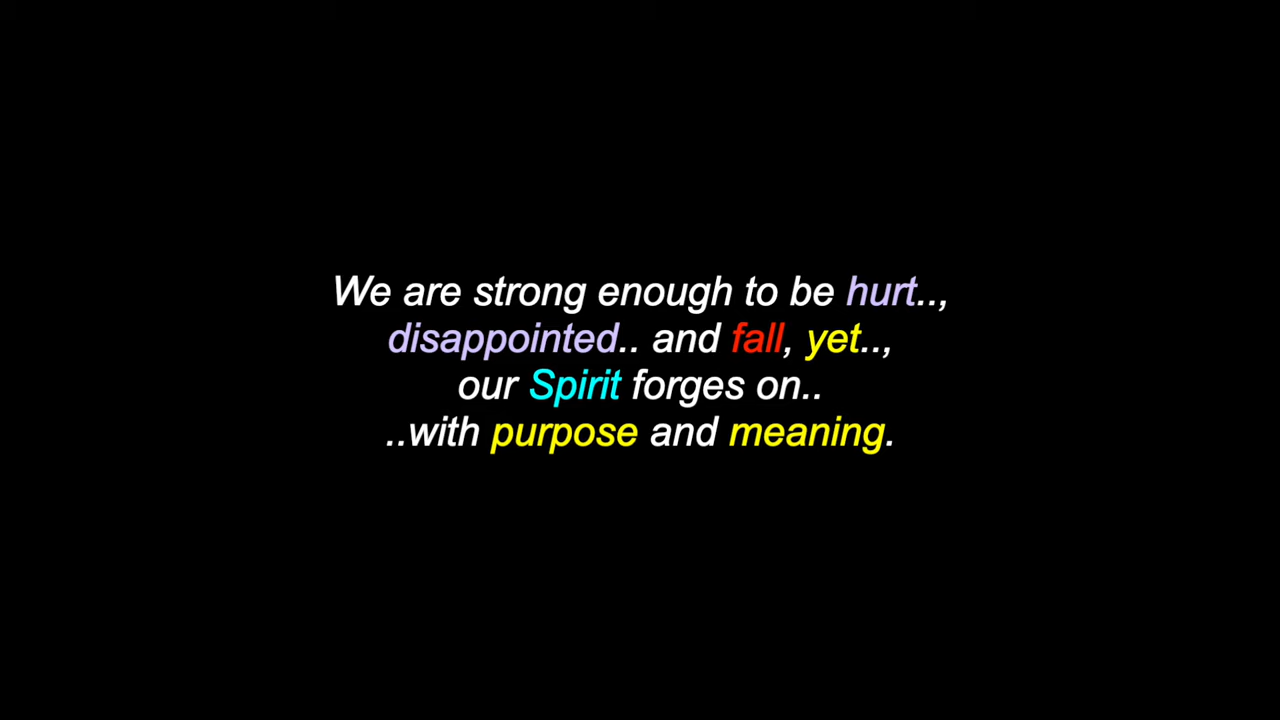 We are strong enough to be hurt..,
disappointed.. and fall, yet..,
our Spirit forges on..
..with purpose and meaning.